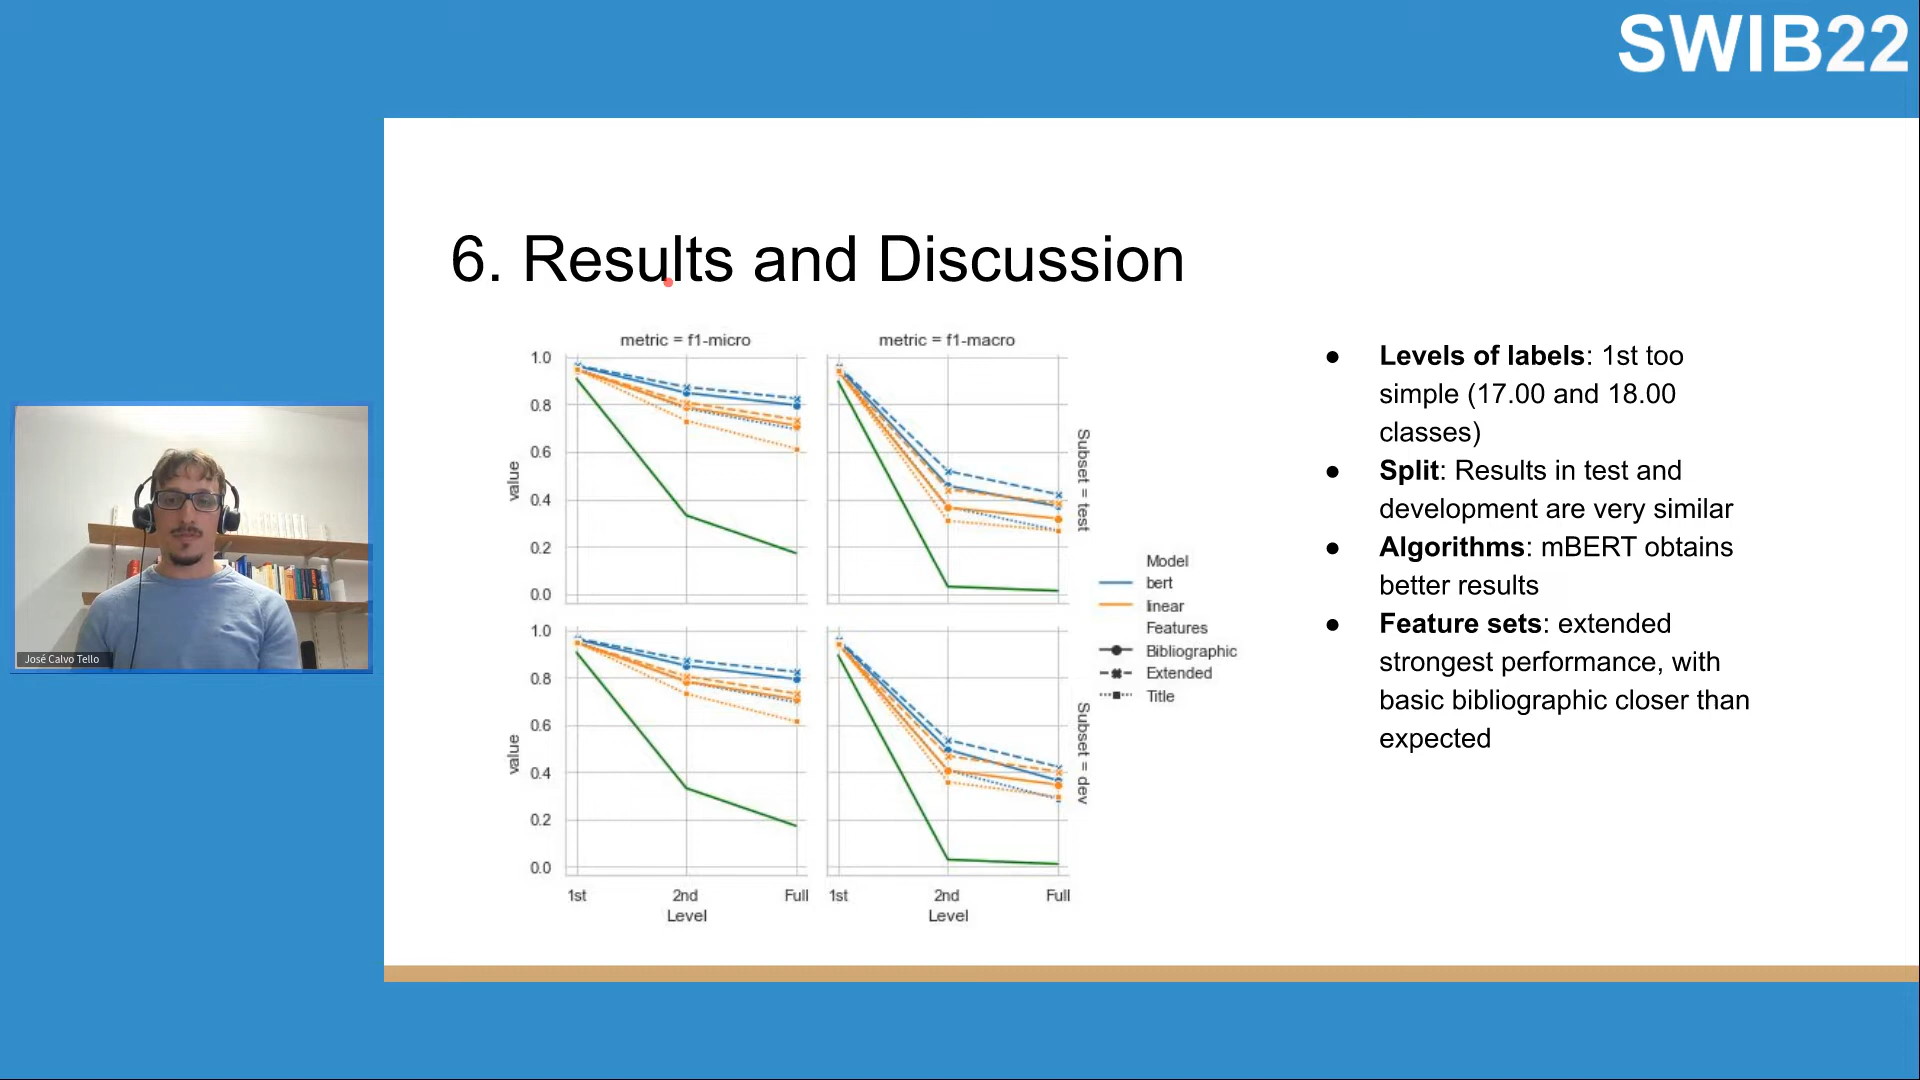 SWIB22
6. Results and Discussion
metric = f1-micro
metric = f1-macro
1.0
0.8
0.6
0.4
0.2
0.0
value
Subset = test
1.0
0.8
0.6
0.4
0.2
0.0
value
Subset = dev
1st
2nd
Full
Level
1st
2nd
Full
Level
Model
bert
linear
Features
Bibliographic
Extended
Title
● Levels of labels: 1st too
simple (17.00 and 18.00
classes)
● Split: Results in test and
development are very similar
● Algorithms: mBERT obtains
better results
● Feature sets: extended
strongest performance, with
basic bibliographic closer than
expected
José Calvo Tello